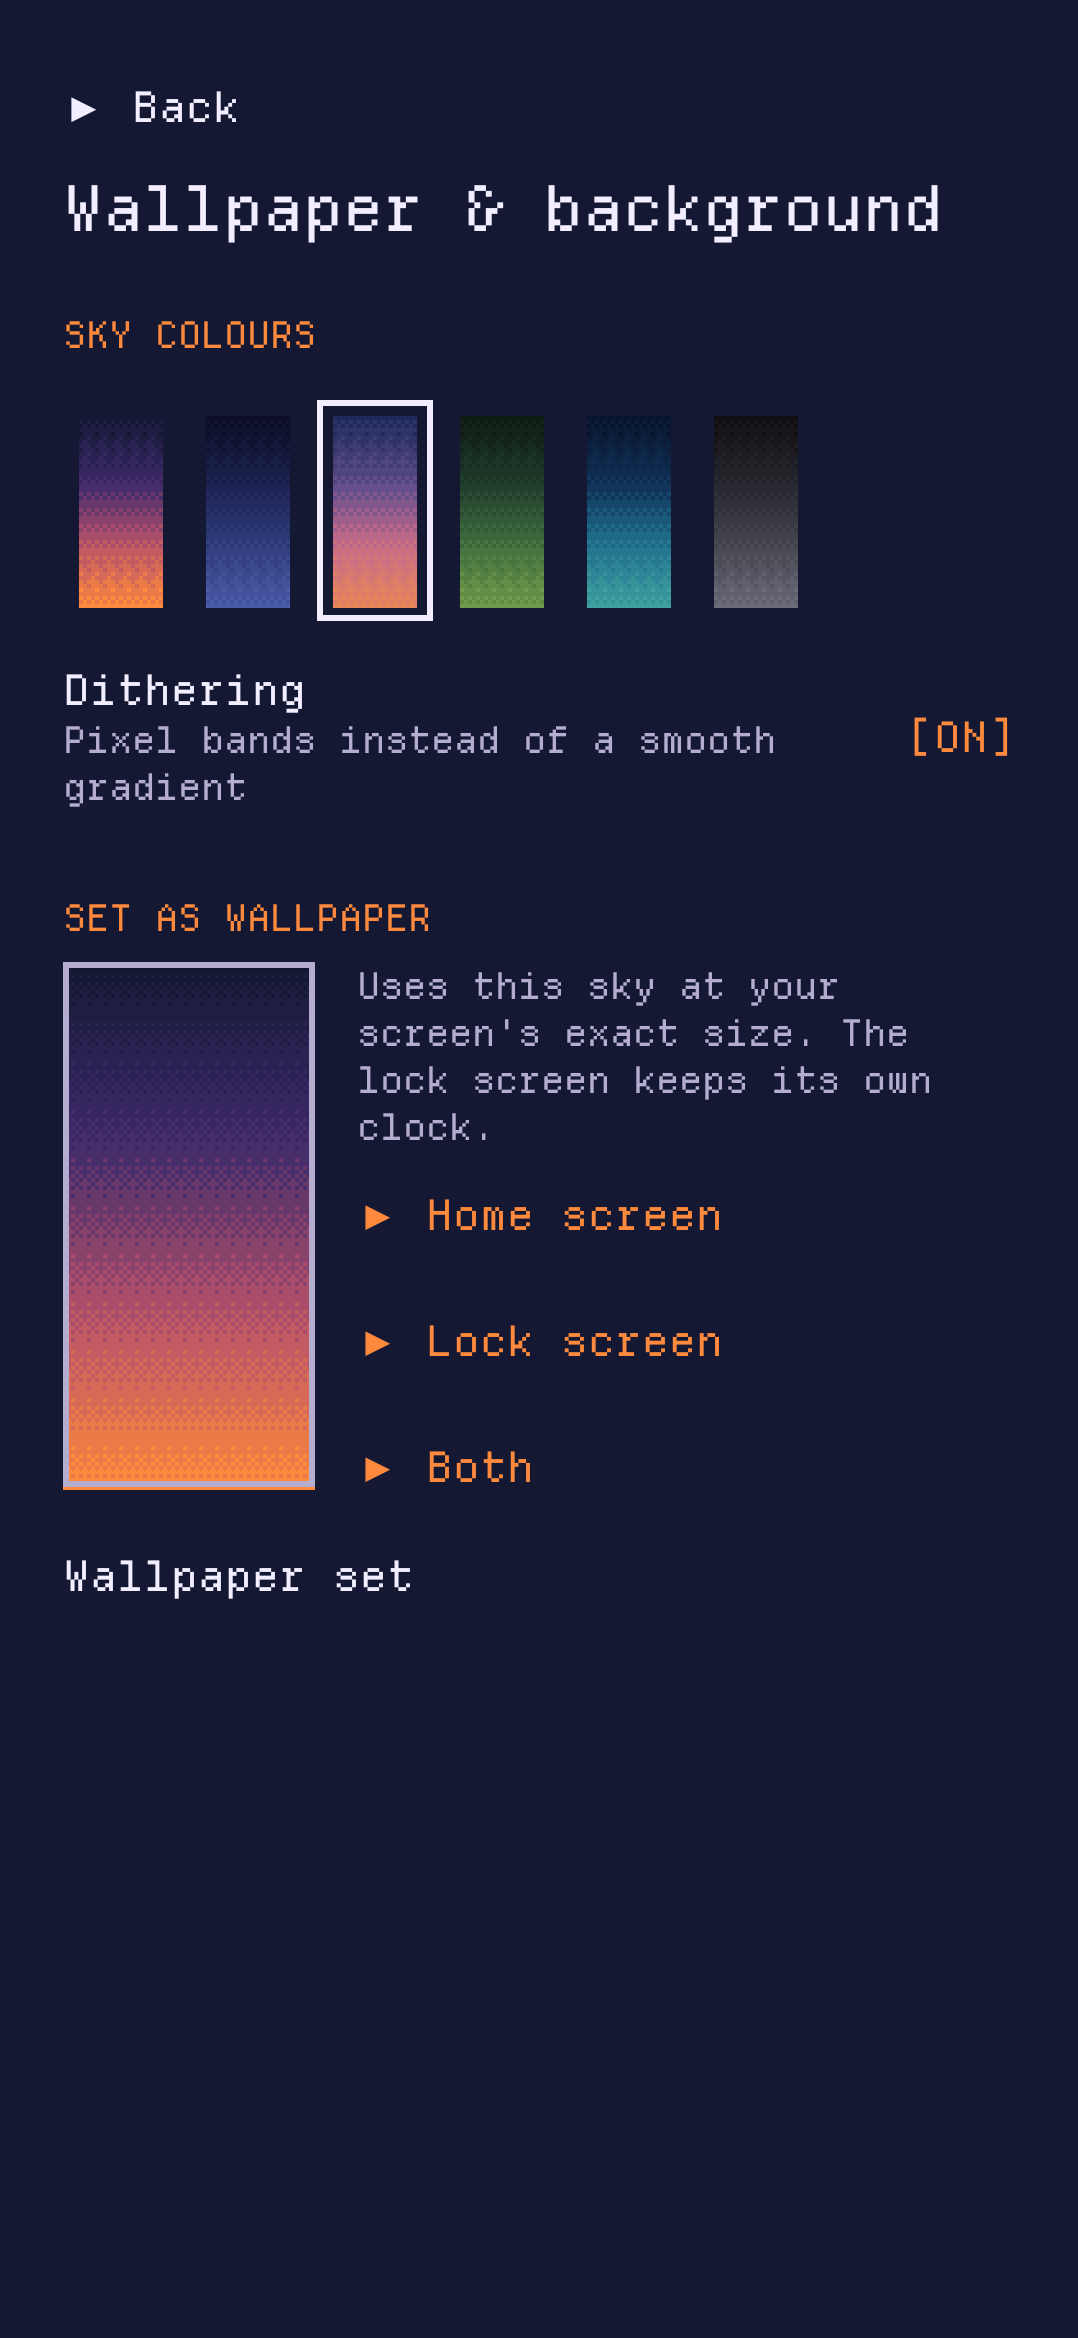 ▶ Back
Wallpaper & background
SKY COLOURS
Dithering
Pixel bands instead of a smooth
gradient
[ON]
SET AS WALLPAPER
Uses this sky at your
screen's exact size. The
lock screen keeps its own
clock.
▶ Home screen
▶ Lock screen
▶ Both
Wallpaper set